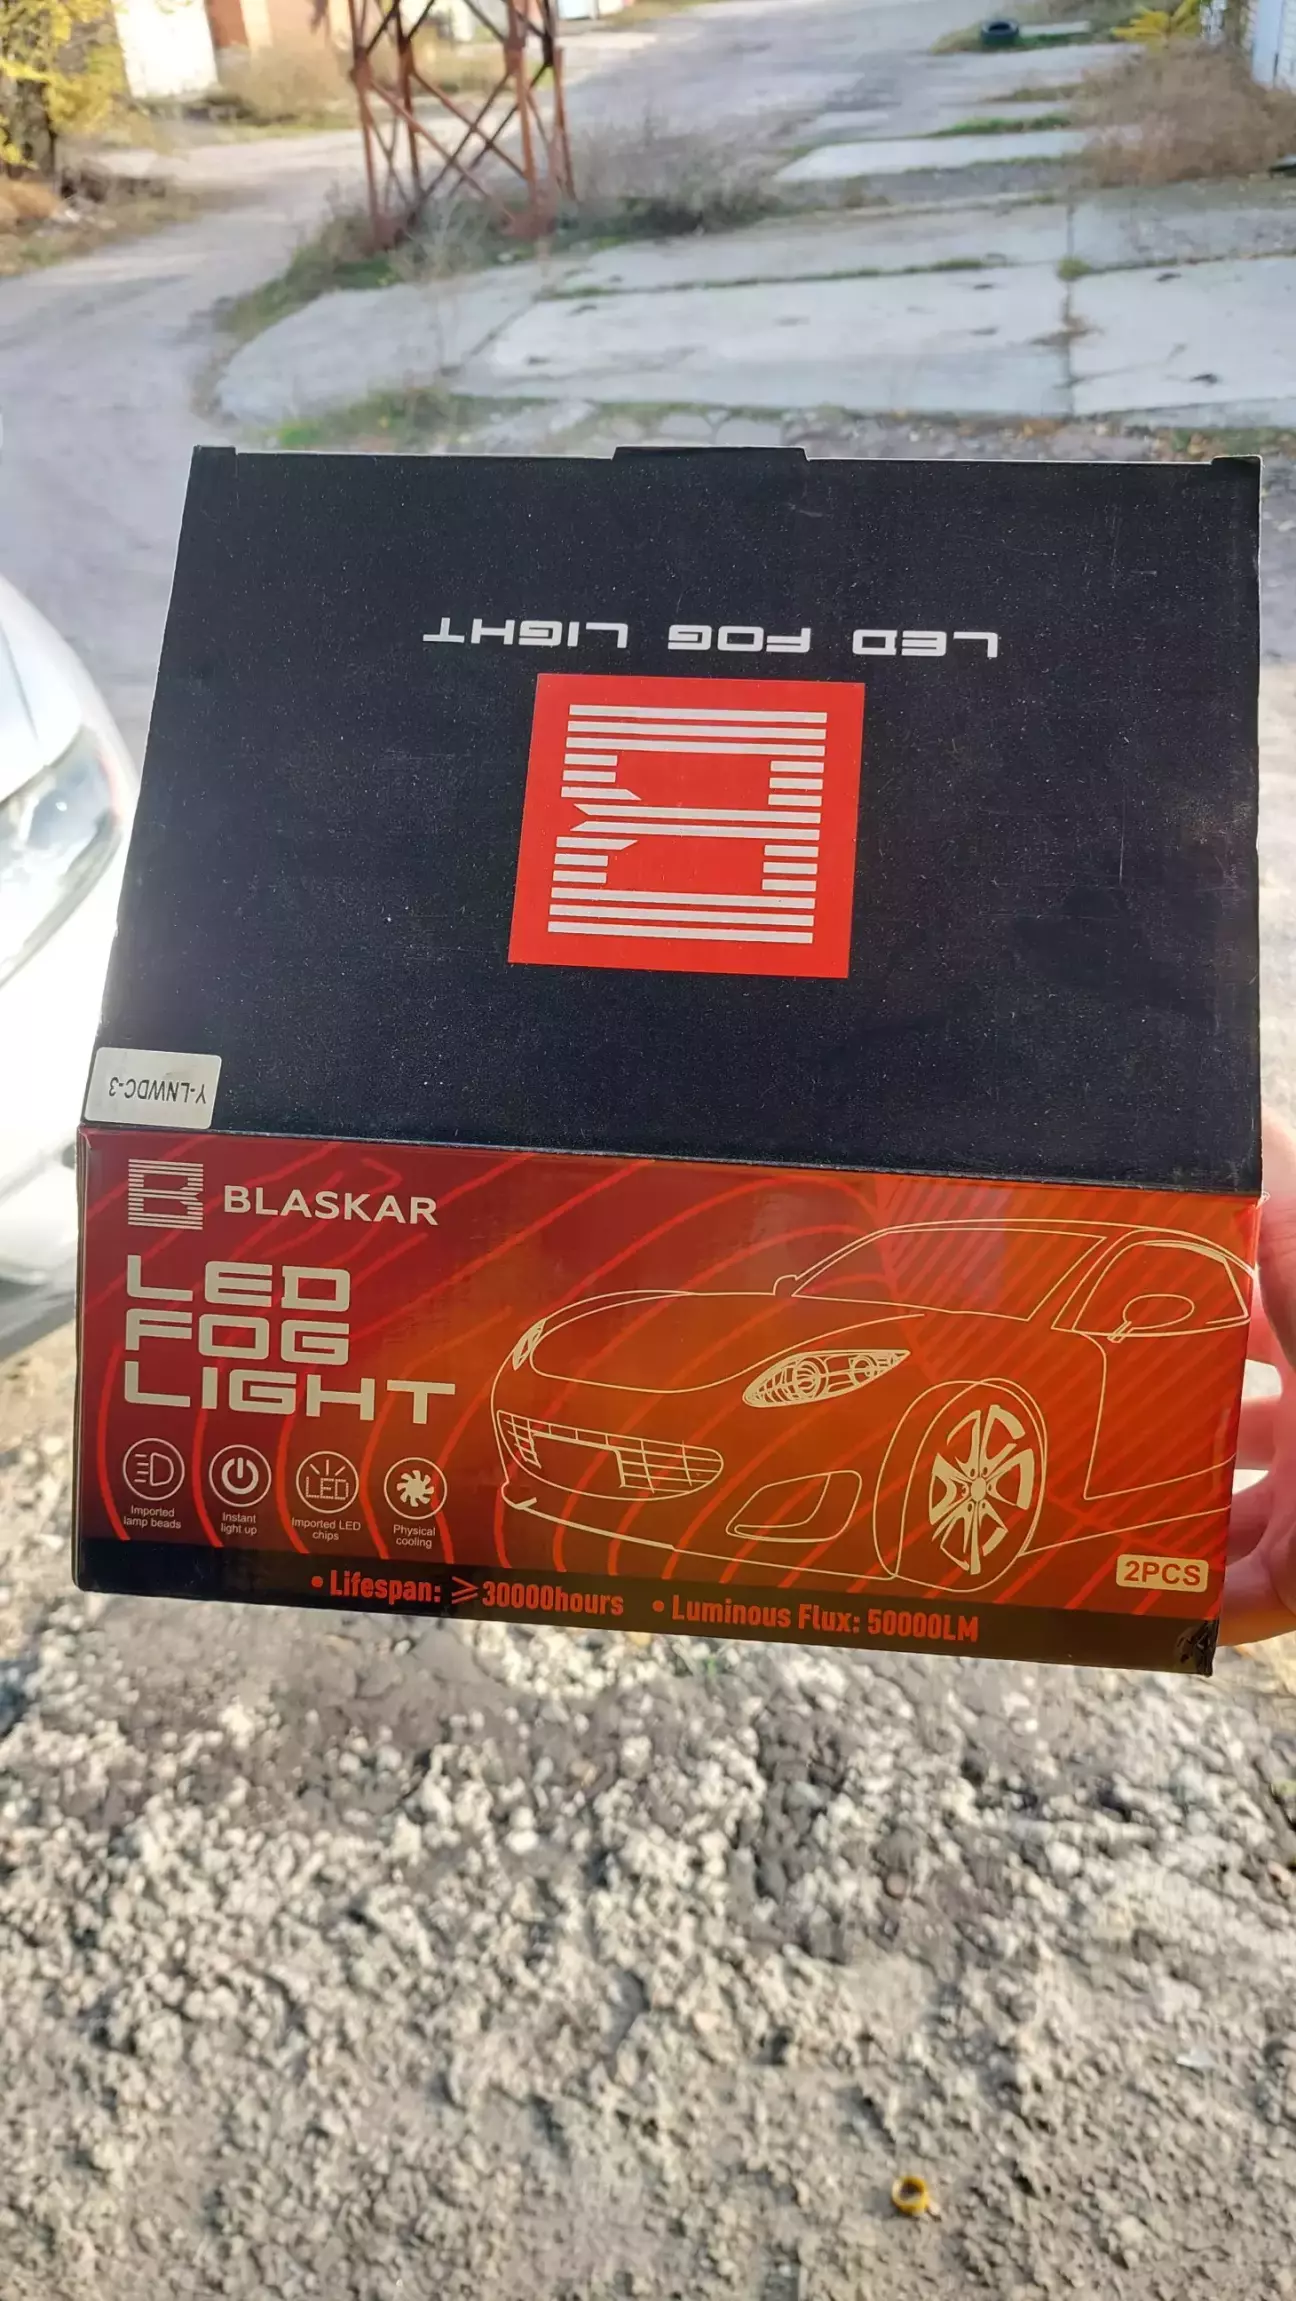 LED FOG LIGHT
Y-LNWDC-3
BLASKAR
LED
FOG
LIGHT
Imported
lamp beads
Instant
light up
LED
Imported LED
chips
Physical
cooling
2PCS
• Lifespan: ≥30000hours • Luminous Flux: 50000LM